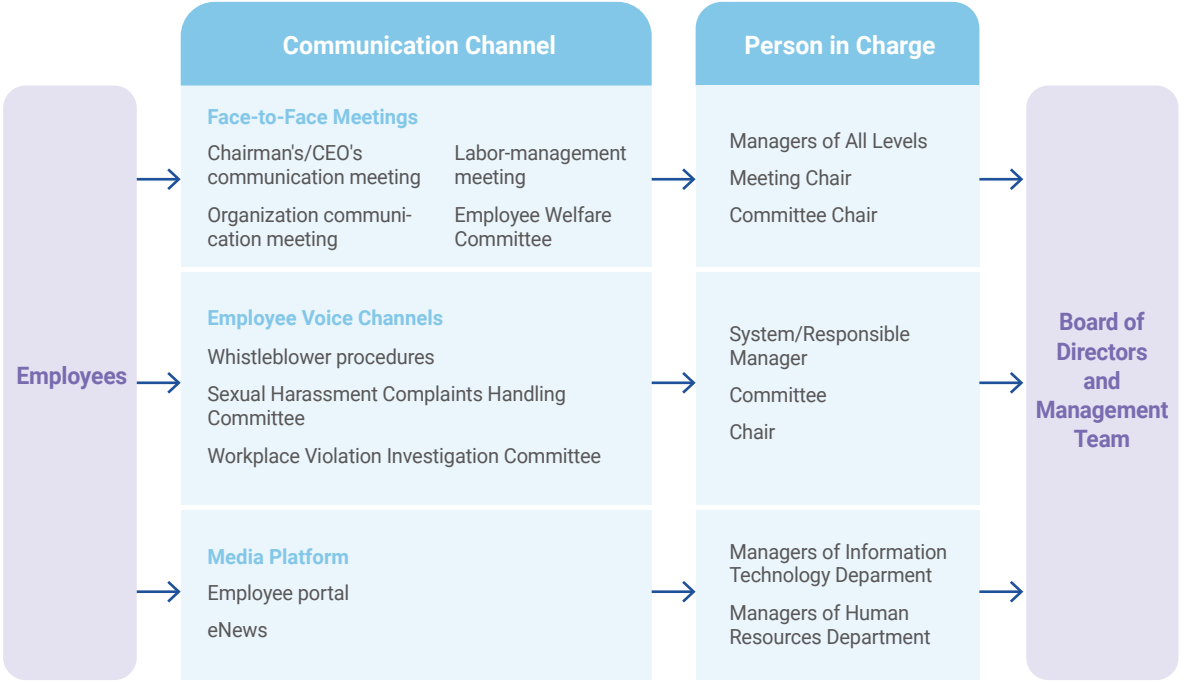 Communication Channel
Person in Charge
Employees
Face-to-Face Meetings
Chairman's/CEO's
communication meeting
Organization communi-
cation meeting
Labor-management
meeting
Employee Welfare
Committee
Managers of All Levels
Meeting Chair
Committee Chair
Employee Voice Channels
Whistleblower procedures
Sexual Harassment Complaints Handling
Committee
Workplace Violation Investigation Committee
System/Responsible
Manager
Committee
Chair
Media Platform
Employee portal
eNews
Managers of Information
Technology Deparment
Managers of Human
Resources Department
Board of
Directors
and
Management
Team